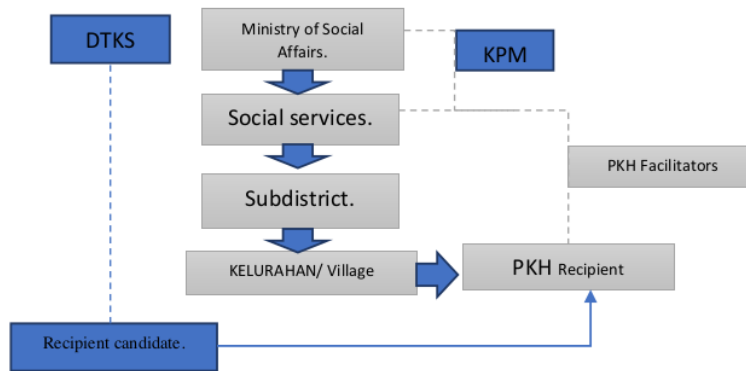 DTKS
Ministry of Social
Affairs.
KPM
Social services.
PKH Facilitators
Subdistrict.
KELURAHAN/ Village
PKH Recipient
Recipient candidate.